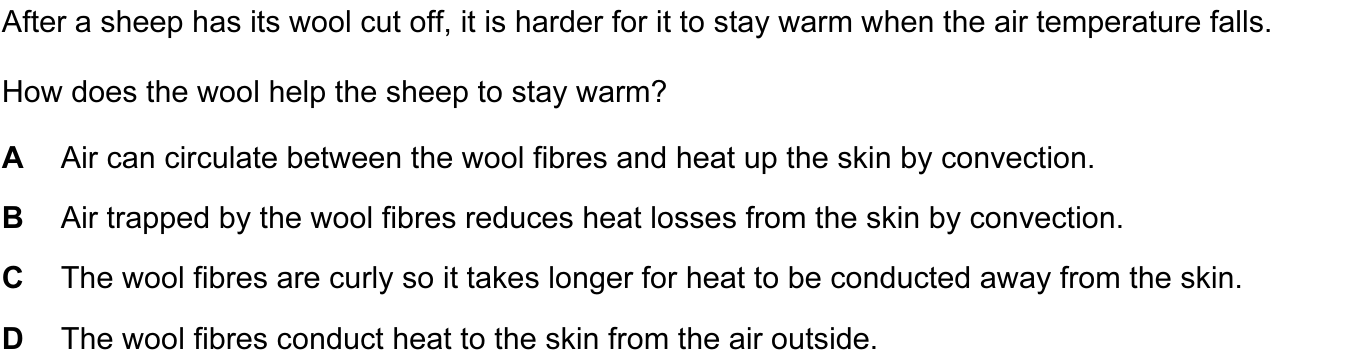 After a sheep has its wool cut off, it is harder for it to stay warm when the air temperature falls.
How does the wool help the sheep to stay warm?
A Air can circulate between the wool fibres and heat up the skin by convection.
B Air trapped by the wool fibres reduces heat losses from the skin by convection.
C The wool fibres are curly so it takes longer for heat to be conducted away from the skin.
D The wool fibres conduct heat to the skin from the air outside.